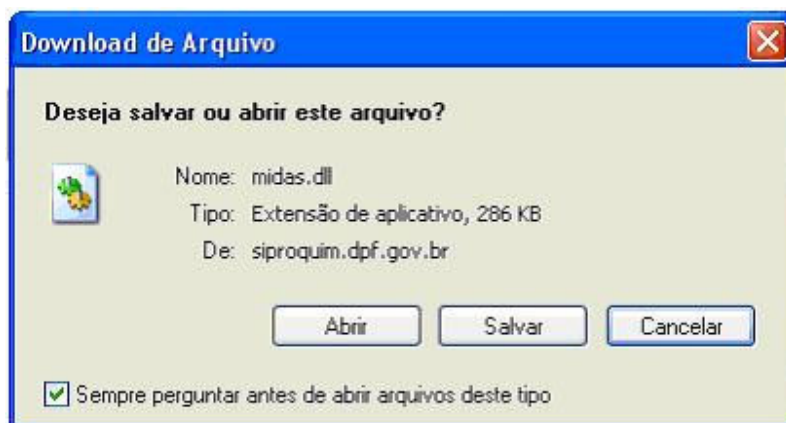 Download de Arquivo
Deseja salvar ou abrir este arquivo?
Nome: midas.dll
Tipo: Extensão de aplicativo, 286 KB
De: siproquim.dpf.gov.br
Abrir Salvar Cancelar
Sempre perguntar antes de abrir arquivos deste tipo